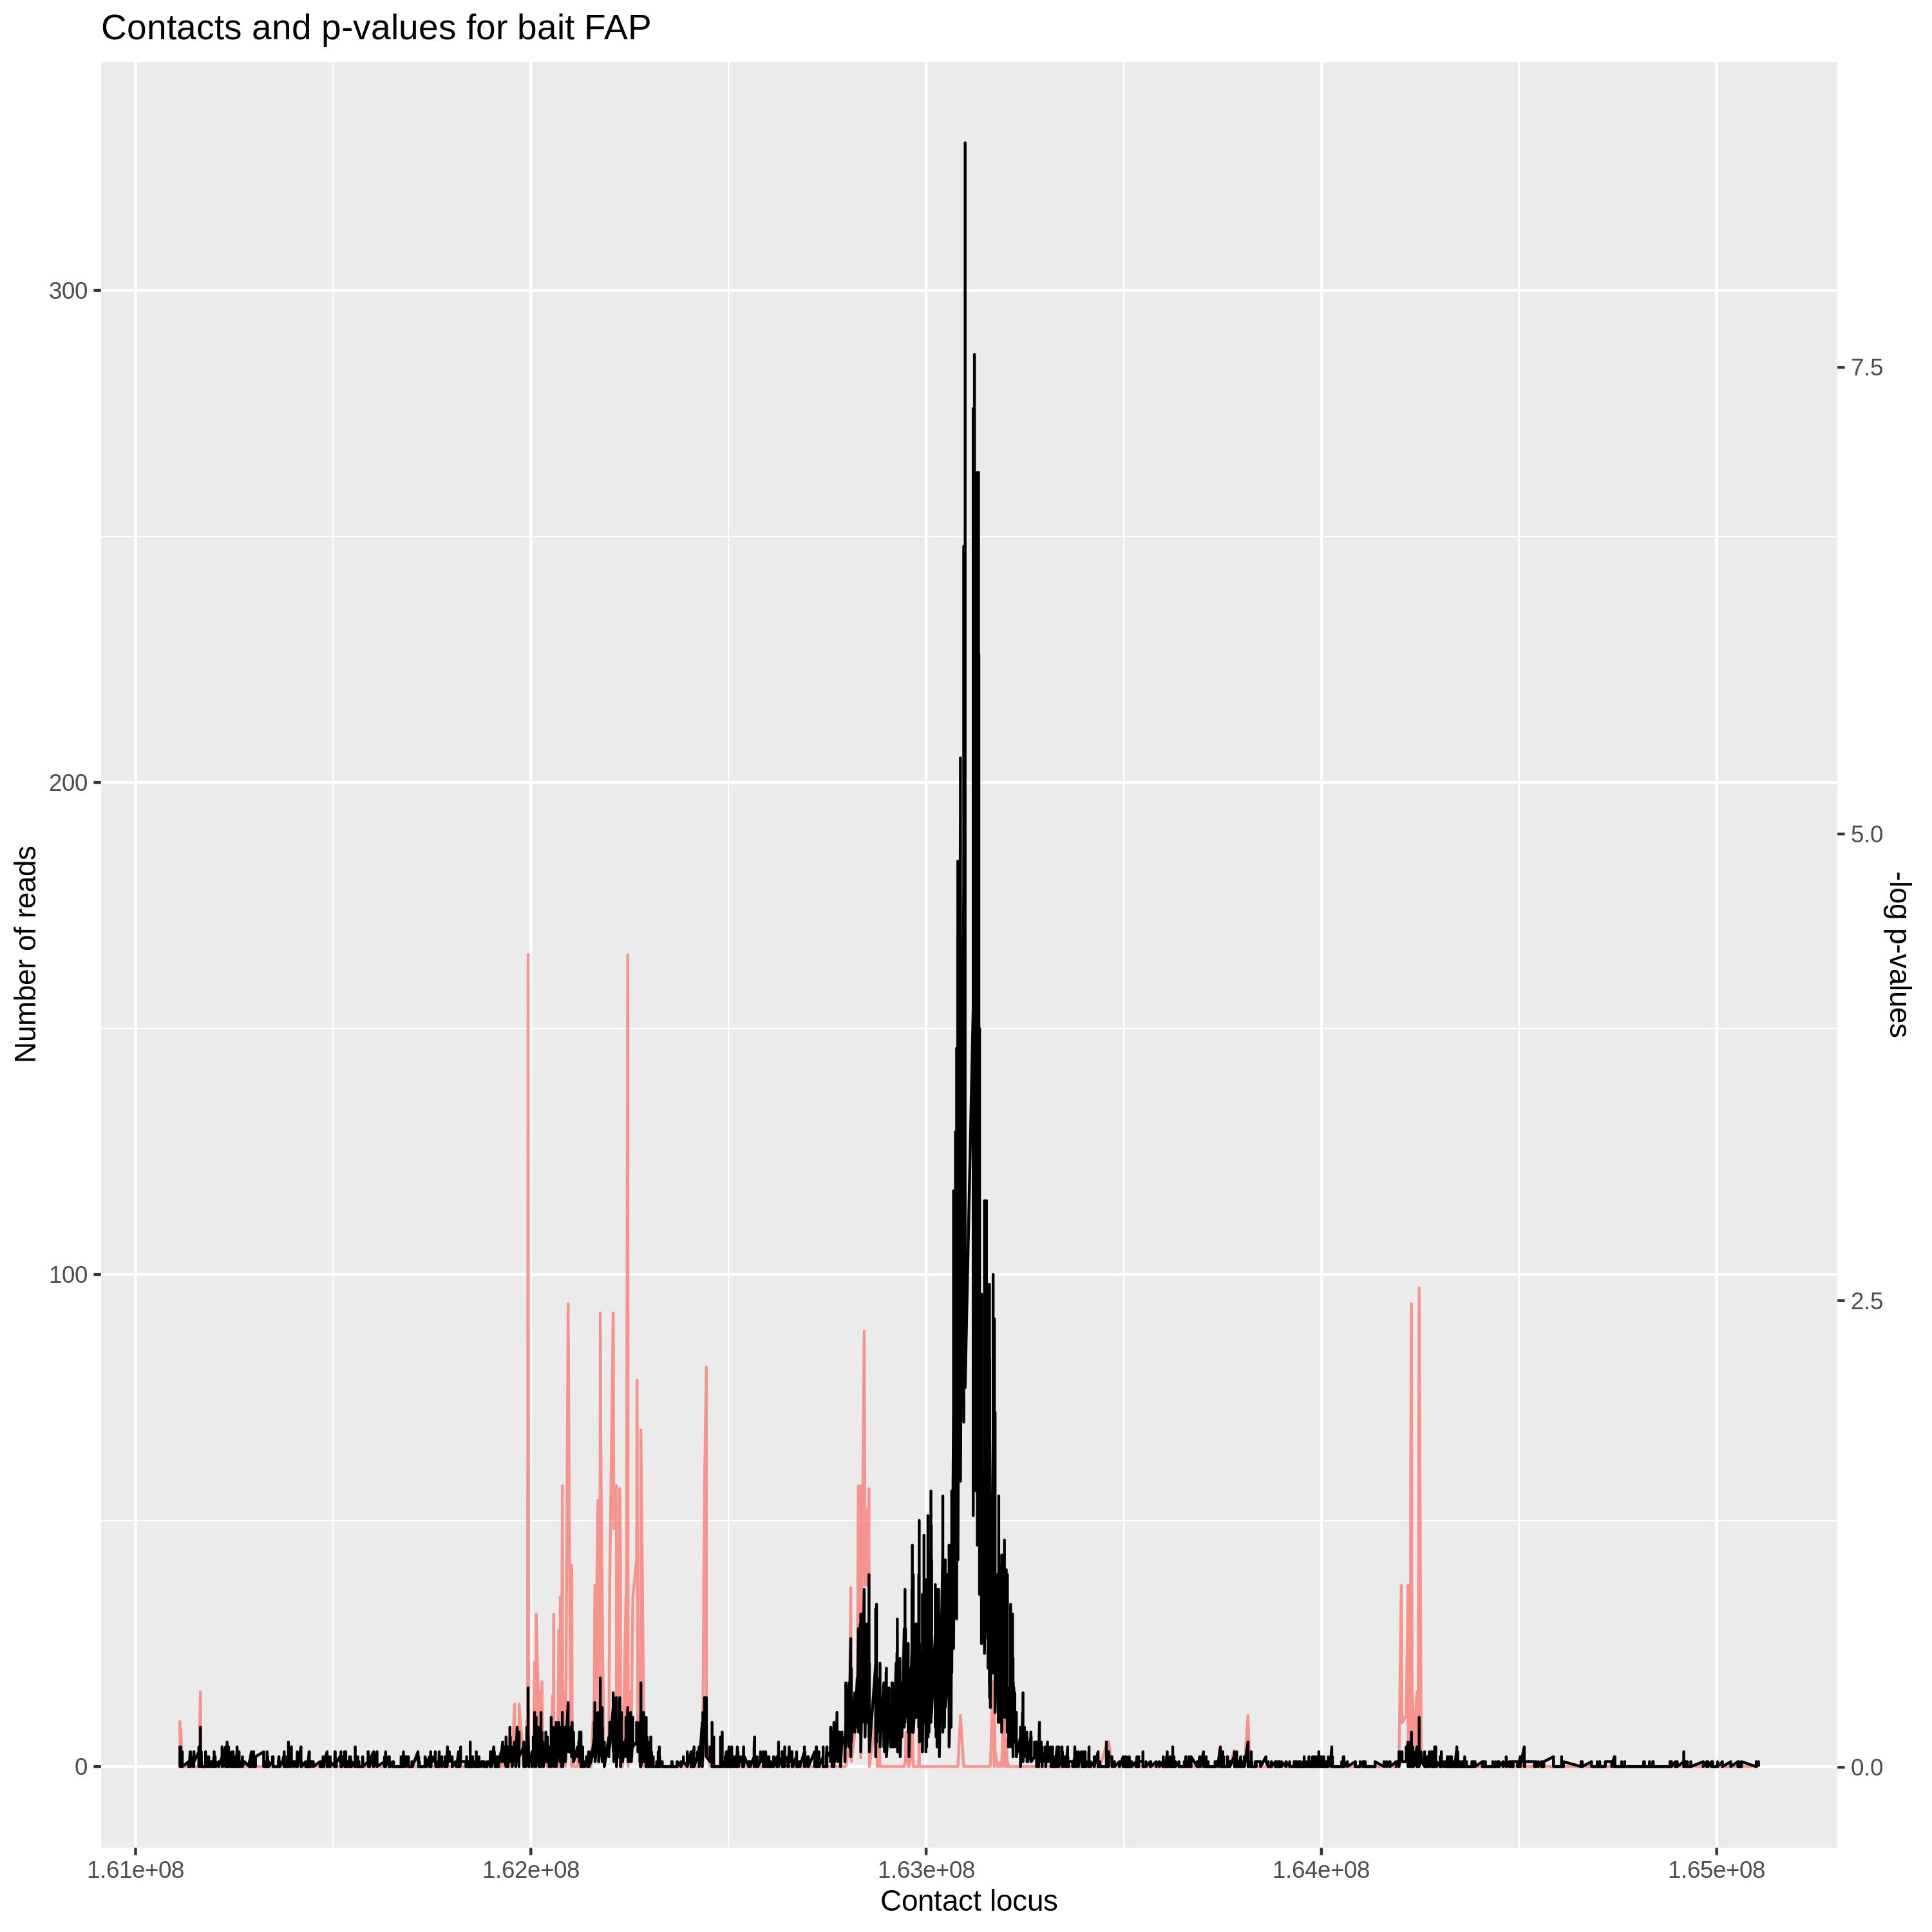 Contacts and p-values for bait FAP
300
200
100
0
Number of reads
7.5
5.0
2.5
0.0
-log p-values
1.61e+08 1.62e+08 1.63e+08 1.64e+08 1.65e+08
Contact locus